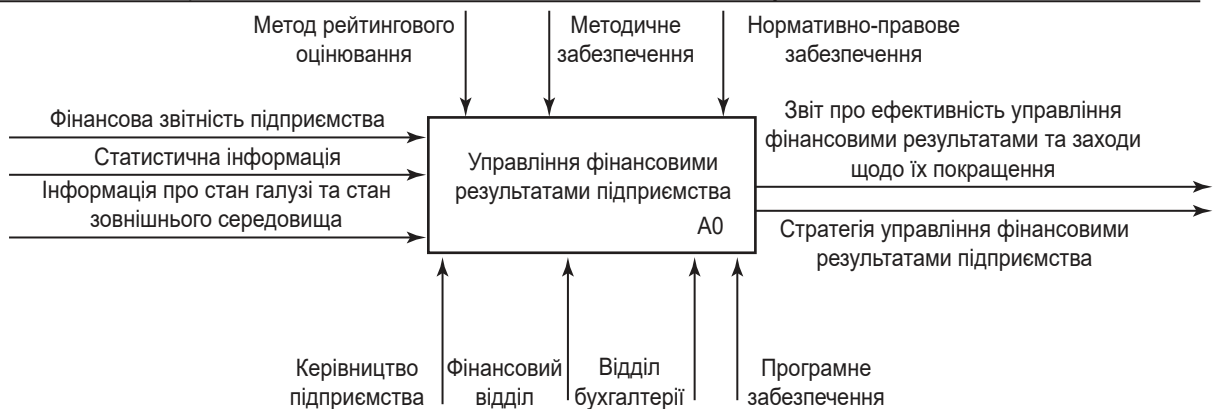 Метод рейтингового
оцінювання
Методичне
забезпечення
Нормативно-правове
забезпечення
Фінансова звітність підприємства
Статистична інформація
Інформація про стан галузі та стан
зовнішнього середовища
Управління фінансовими
результатами підприємства
А0
Звіт про ефективність управління
фінансовими результатами та заходи
щодо їх покращення
Стратегія управління фінансовими
результатами підприємства
Керівництво
підприємства
Фінансовий
відділ
Відділ
бухгалтерії
Програмне
забезпечення